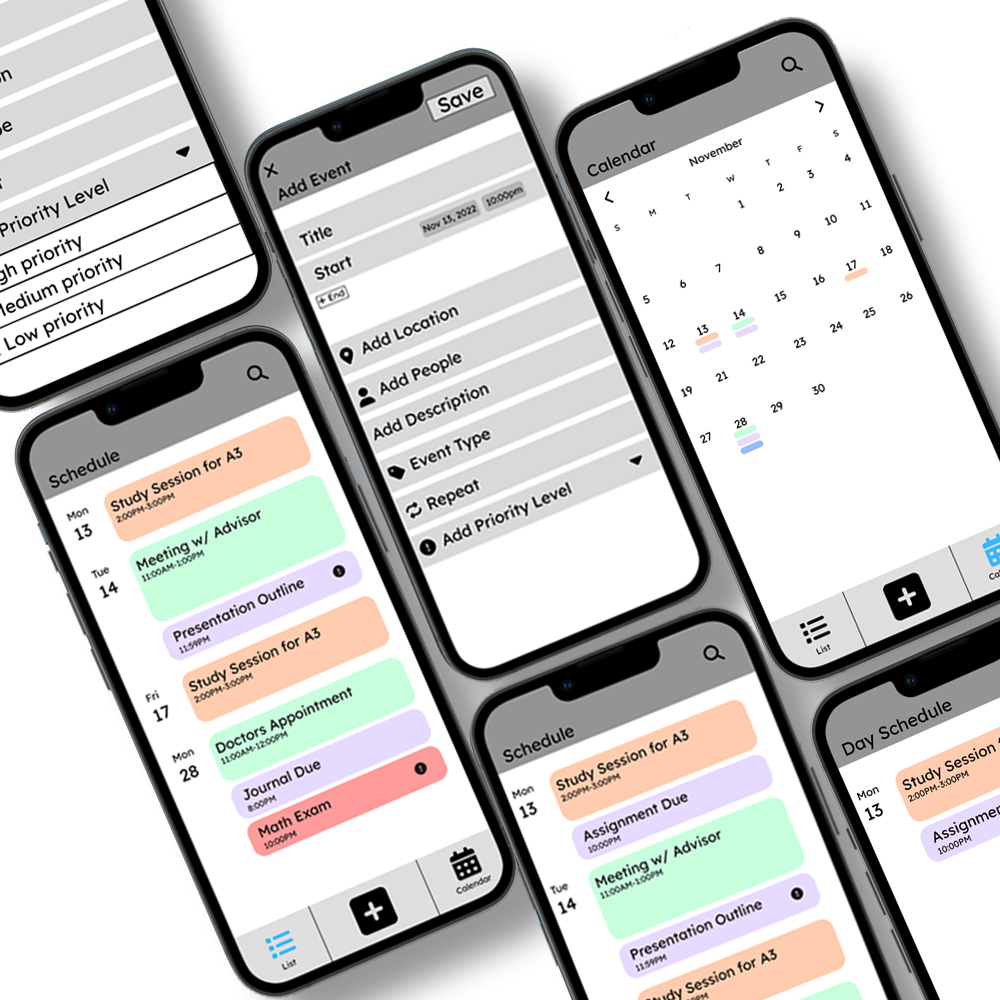 Priority Level
priority
Medium priority
Low priority
Save
Add Event
Title
Start
Nov 13, 2022
10:00pm
+ End
Add Location
Add People
Add Description
Event Type
Repeat
Add Priority Level
Calendar
November
S
M
T
W
T
F
S
1 2 3 4
5 6 7 8 9 10 11
12 13 14 15 16 17 18
19 21 22 23 24 25 26
27 28 29 30
List
Schedule
Mon
13
Study Session for A3
2:00PM-3:00PM
Tue
14
Meeting w/ Advisor
11:00AM-1:00PM
Presentation Outline
11:59PM
Fri
17
Study Session for A3
2:00PM-3:00PM
Mon
28
Doctors Appointment
11:00AM-12:00PM
Journal Due
8:00PM
Math Exam
10:00PM
List
Calendar
Schedule
Mon
13
Study Session for A3
2:00PM-3:00PM
Assignment Due
10:00PM
Tue
14
Meeting w/ Advisor
11:00AM-1:00PM
Presentation Outline
11:59PM
Study Session for A3
Day Schedule
Mon
13
Study Session
2:00PM-3:00PM
Assignme
10:00PM